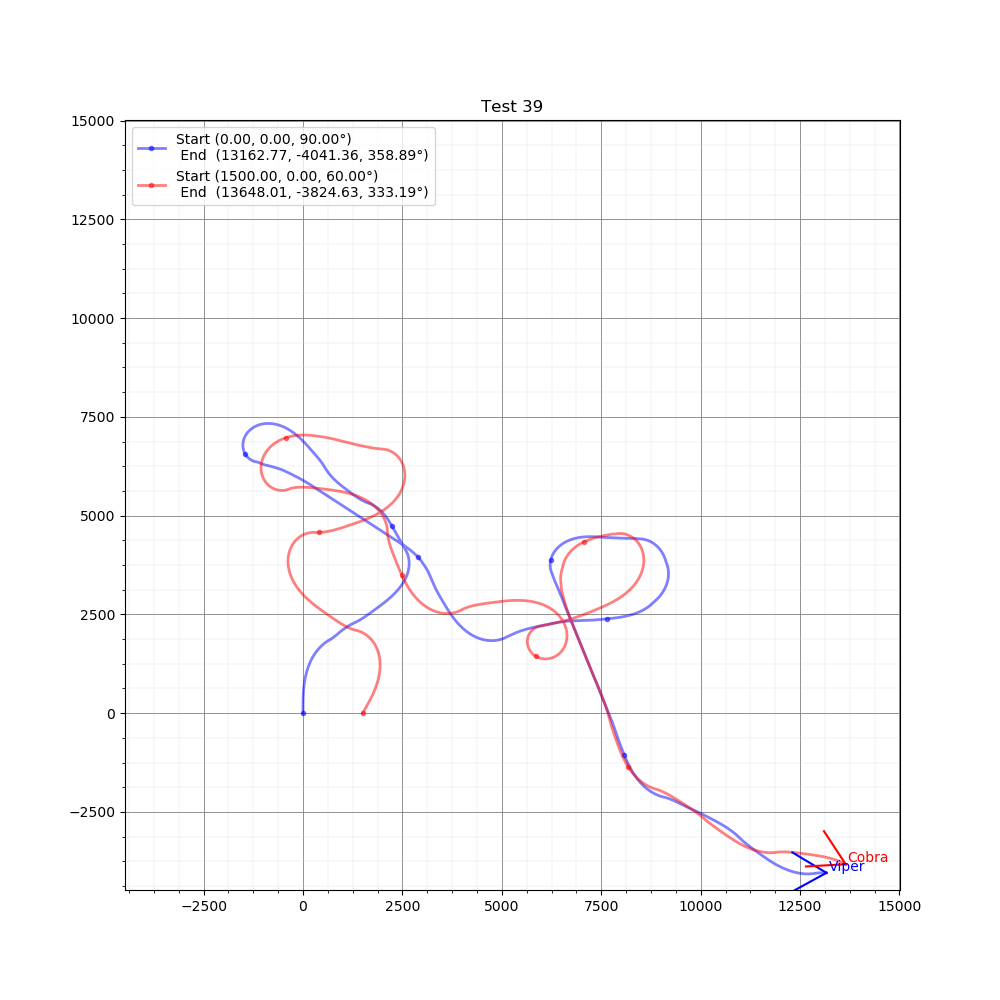 Test 39
Start (0.00, 0.00, 90.00°)
End (13162.77, -4041.36, 358.89°)
Start (1500.00, 0.00, 60.00°)
End (13648.01, -3824.63, 333.19°)
15000
12500
10000
7500
5000
2500
0
−2500
Cobra
Viper
−2500
0
2500
5000
7500
10000
12500
15000